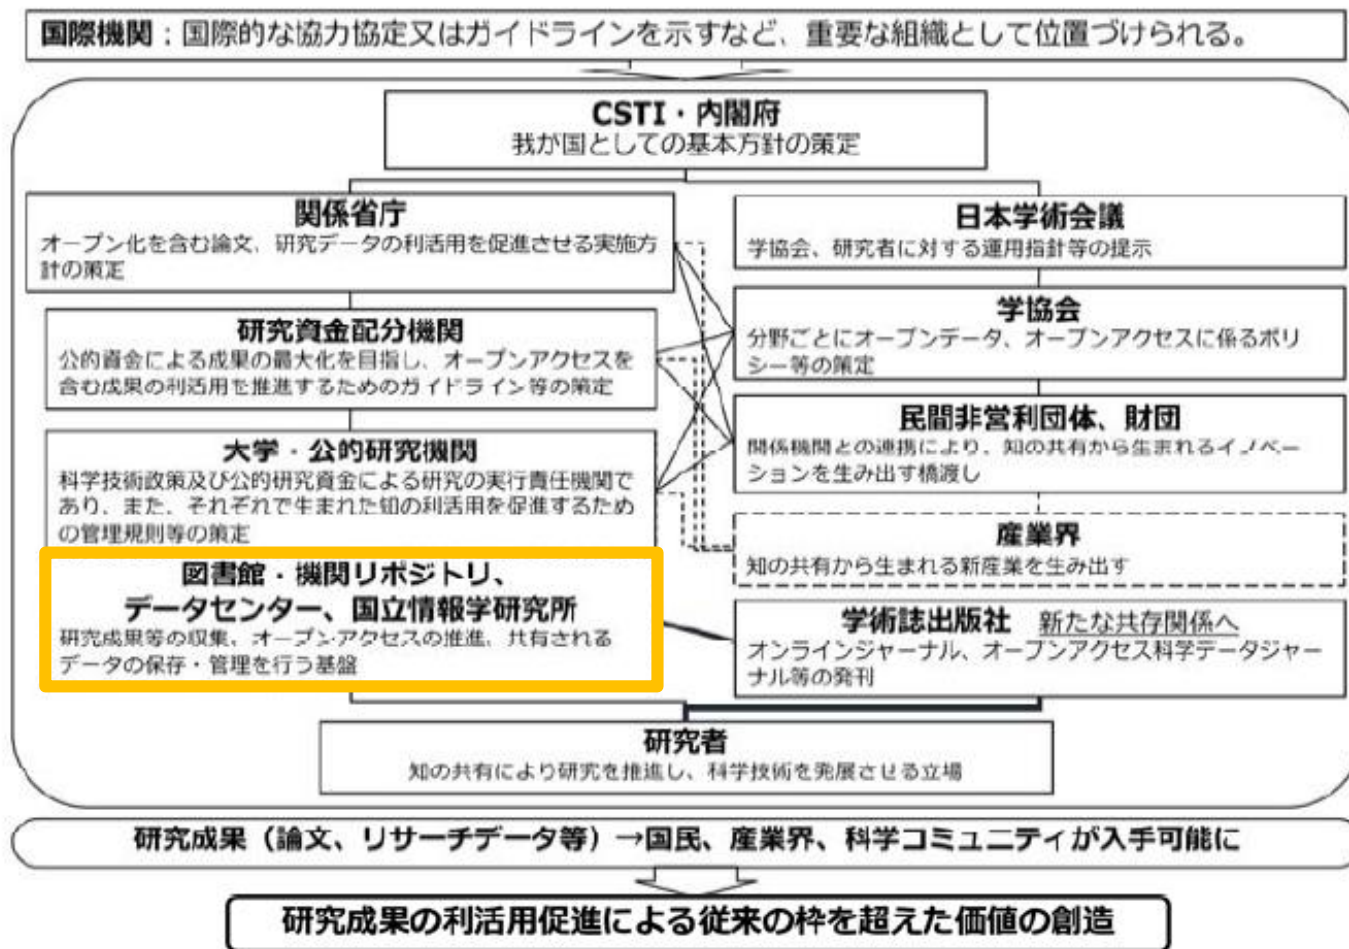 国際機関：国際的な協力協定又はガイドラインを示すなど、重要な組織として位置づけられる。
CSTI・内閣府
我が国としての基本方針の策定
関係省庁
オープン化を含む論文、研究データの利活用を促進させる実施方
針の策定
日本学術会議
学協会、研究者に対する運用指針等の提示
研究資金配分機関
公的資金による成果の最大化を目指し、オープンアクセスを
含む成果の利活用を推進するためのガイドライン等の策定
学協会
分野ごとにオープンデータ、オープンアクセスに係るポリ
シー等の策定
大学・公的研究機関
科学技術政策及び公的研究資金による研究の実行責任機関で
あり、また、それぞれで生まれた知の利活用を促進するため
の管理規則等の策定
民間非営利団体、財団
関係機関との連携により、知の共有から生まれるイノベー
ションを生み出す橋渡し
産業界
知の共有から生まれる新産業を生み出す
図書館・機関リポジトリ、
データセンター、国立情報学研究所
研究成果等の収集、オープンアクセスの推進、共有される
データの保存・管理を行う基盤
学術誌出版社 新たな共存関係へ
オンラインジャーナル、オープンアクセス科学データジャー
ナル等の発刊
研究者
知の共有により研究を推進し、科学技術を発展させる立場
研究成果（論文、リサーチデータ等）→国民、産業界、科学コミュニティが入手可能に
研究成果の利活用促進による従来の枠を超えた価値の創造